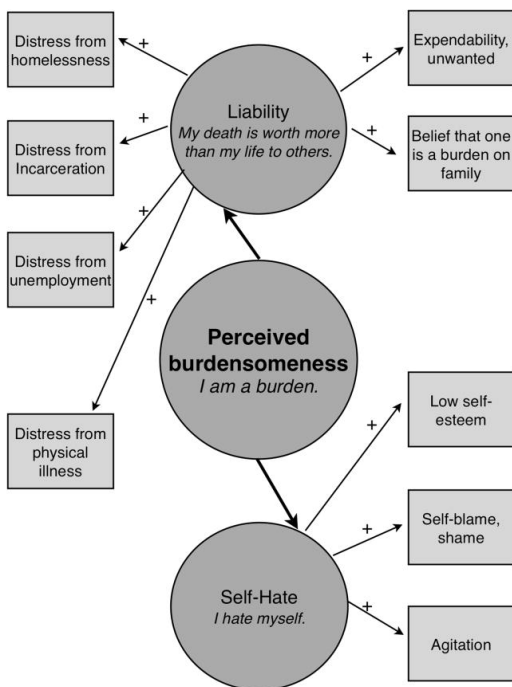 Distress from
homelessness
+
Liability
My death is worth more
than my life to others.
+
Expendability,
unwanted
+
Distress from
Incarceration
+
Belief that one
is a burden on
family
+
Distress from
unemployment
+
Distress from
physical
illness
Perceived
burdensomeness
I am a burden.
+
Low self-
esteem
Self-Hate
I hate myself.
+
Self-blame,
shame
+
Agitation